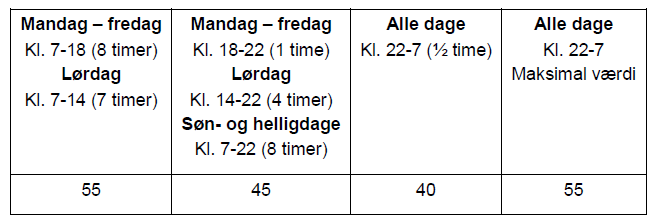 Mandag – fredag
Kl. 7-18 (8 timer)
Lørdag
Kl. 7-14 (7 timer)
Mandag – fredag
Kl. 18-22 (1 time)
Lørdag
Kl. 14-22 (4 timer)
Søn- og helligdage
Kl. 7-22 (8 timer)
Alle dage
Kl. 22-7 (½ time)
Alle dage
Kl. 22-7
Maksimal værdi
55
45
40
55